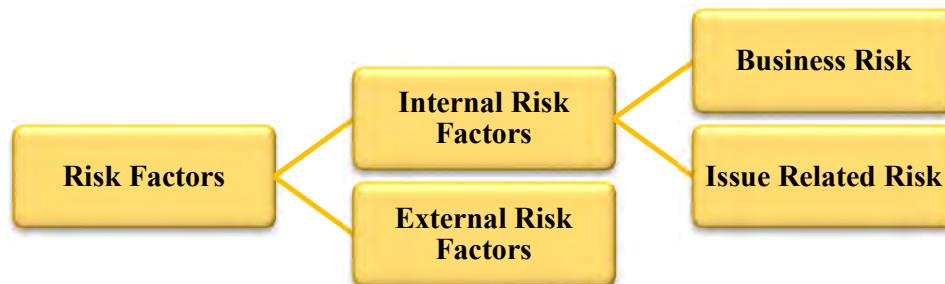 Risk Factors
Internal Risk
Factors
External Risk
Factors
Business Risk
Issue Related Risk